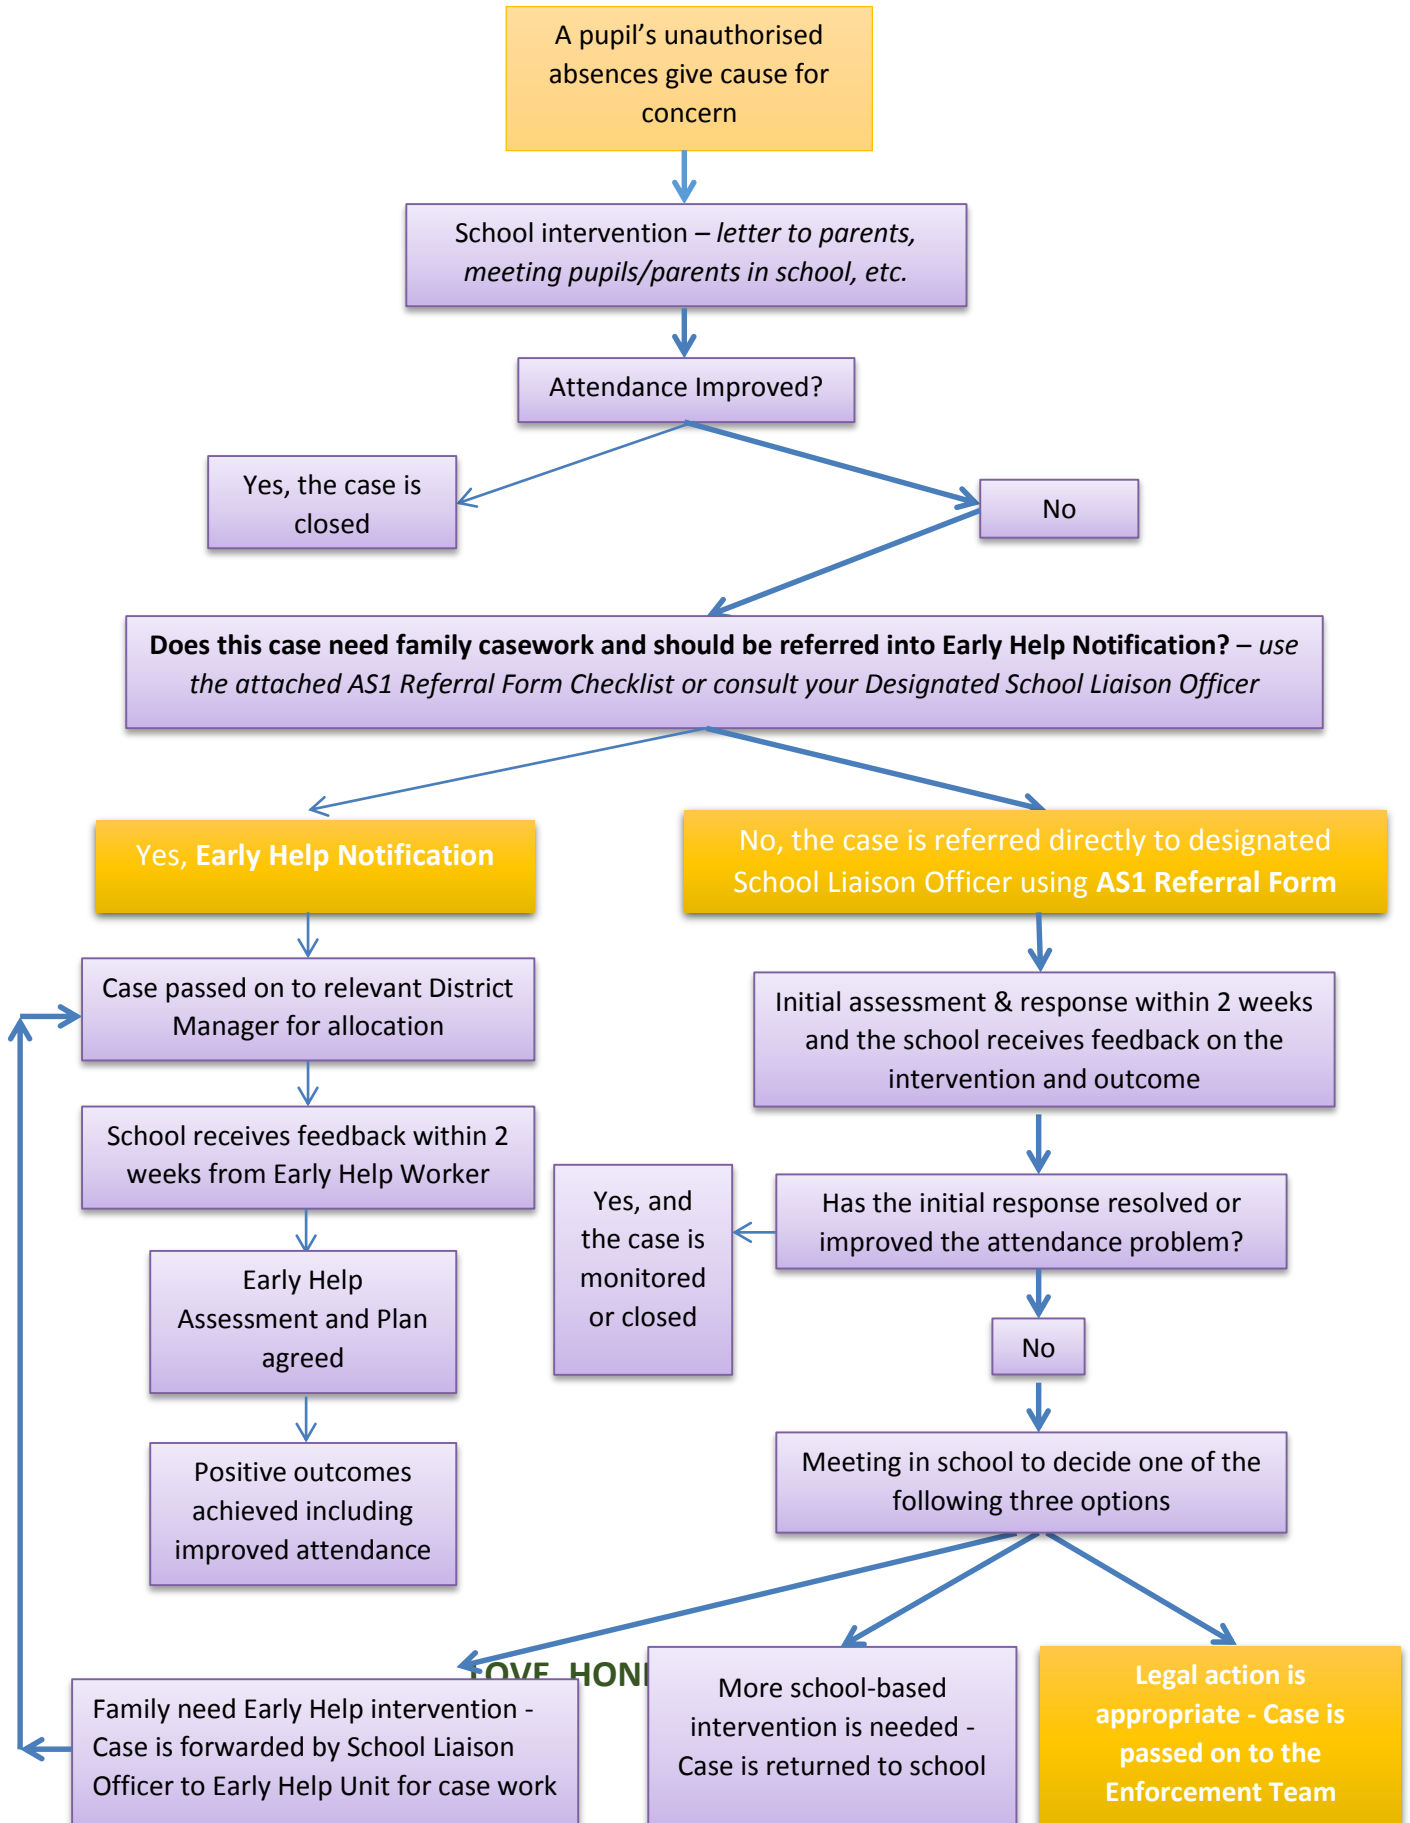 A pupil’s unauthorised
absences give cause for
concern
School intervention – letter to parents,
meeting pupils/parents in school, etc.
Attendance Improved?
Yes, the case is
closed
No
Does this case need family casework and should be referred into Early Help Notification? – use
the attached AS1 Referral Form Checklist or consult your Designated School Liaison Officer
Yes, Early Help Notification
Case passed on to relevant District
Manager for allocation
School receives feedback within 2
weeks from Early Help Worker
Early Help
Assessment and Plan
agreed
Positive outcomes
achieved including
improved attendance
No, the case is referred directly to designated
School Liaison Officer using AS1 Referral Form
Initial assessment & response within 2 weeks
and the school receives feedback on the
intervention and outcome
Has the initial response resolved or
improved the attendance problem?
Yes, and
the case is
monitored
or closed
No
Meeting in school to decide one of the
following three options
LOVE
Family need Early Help intervention -
Case is forwarded by School Liaison
Officer to Early Help Unit for case work
More school-based
intervention is needed -
Case is returned to school
Legal action is
appropriate - Case is
passed on to the
Enforcement Team